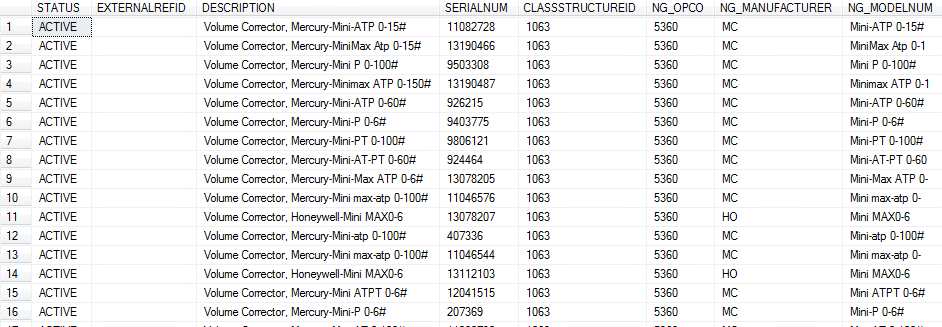 STATUS EXTERNALREFID DESCRIPTION SERIALNUM CLASSSTRUCTUREID NG_OPCO NG_MANUFACTURER NG_MODELNUM
1 ACTIVE Volume Corrector, Mercury-Mini-ATP 0-15# 11082728 1063 5360 MC Mini-ATP 0-15#
2 ACTIVE Volume Corrector, Mercury-MiniMax Atp 0-15# 13190466 1063 5360 MC MiniMax Atp 0-1
3 ACTIVE Volume Corrector, Mercury-Mini P 0-100# 9503308 1063 5360 MC Mini P 0-100#
4 ACTIVE Volume Corrector, Mercury-Minimax ATP 0-150# 13190487 1063 5360 MC Minimax ATP 0-1
5 ACTIVE Volume Corrector, Mercury-Mini-ATP 0-60# 926215 1063 5360 MC Mini-ATP 0-60#
6 ACTIVE Volume Corrector, Mercury-Mini-P 0-6# 9403775 1063 5360 MC Mini-P 0-6#
7 ACTIVE Volume Corrector, Mercury-Mini-PT 0-100# 9806121 1063 5360 MC Mini-PT 0-100#
8 ACTIVE Volume Corrector, Mercury-Mini-AT-PT 0-60# 924464 1063 5360 MC Mini-AT-PT 0-60
9 ACTIVE Volume Corrector, Mercury-Mini-Max ATP 0-6# 13078205 1063 5360 MC Mini-Max ATP 0-
10 ACTIVE Volume Corrector, Mercury-Mini max-atp 0-100# 11046576 1063 5360 MC Mini max-atp 0-
11 ACTIVE Volume Corrector, Honeywell-Mini MAX0-6 13078207 1063 5360 HO Mini MAX0-6
12 ACTIVE Volume Corrector, Mercury-Mini-atp 0-100# 407336 1063 5360 MC Mini-atp 0-100#
13 ACTIVE Volume Corrector, Mercury-Mini max-atp 0-100# 11046544 1063 5360 MC Mini max-atp 0-
14 ACTIVE Volume Corrector, Honeywell-Mini MAX0-6 13112103 1063 5360 HO Mini MAX0-6
15 ACTIVE Volume Corrector, Mercury-Mini ATPT 0-6# 12041515 1063 5360 MC Mini ATPT 0-6#
16 ACTIVE Volume Corrector, Mercury-Mini-P 0-6# 207369 1063 5360 MC Mini-P 0-6#